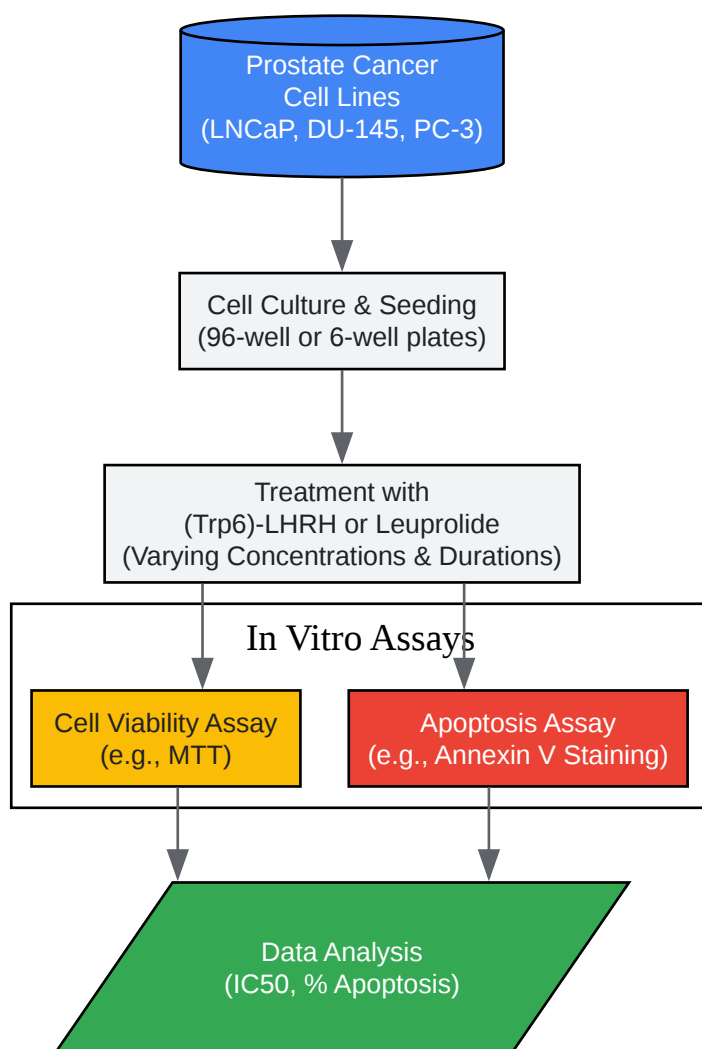 Prostate Cancer
Cell Lines
(LNCaP, DU-145, PC-3)
Cell Culture & Seeding
(96-well or 6-well plates)
Treatment with
(Trp6)-LHRH or Leuprolide
(Varying Concentrations & Durations)
In Vitro Assays
Cell Viability Assay
(e.g., MTT)
Apoptosis Assay
(e.g., Annexin V Staining)
Data Analysis
(IC50, % Apoptosis)